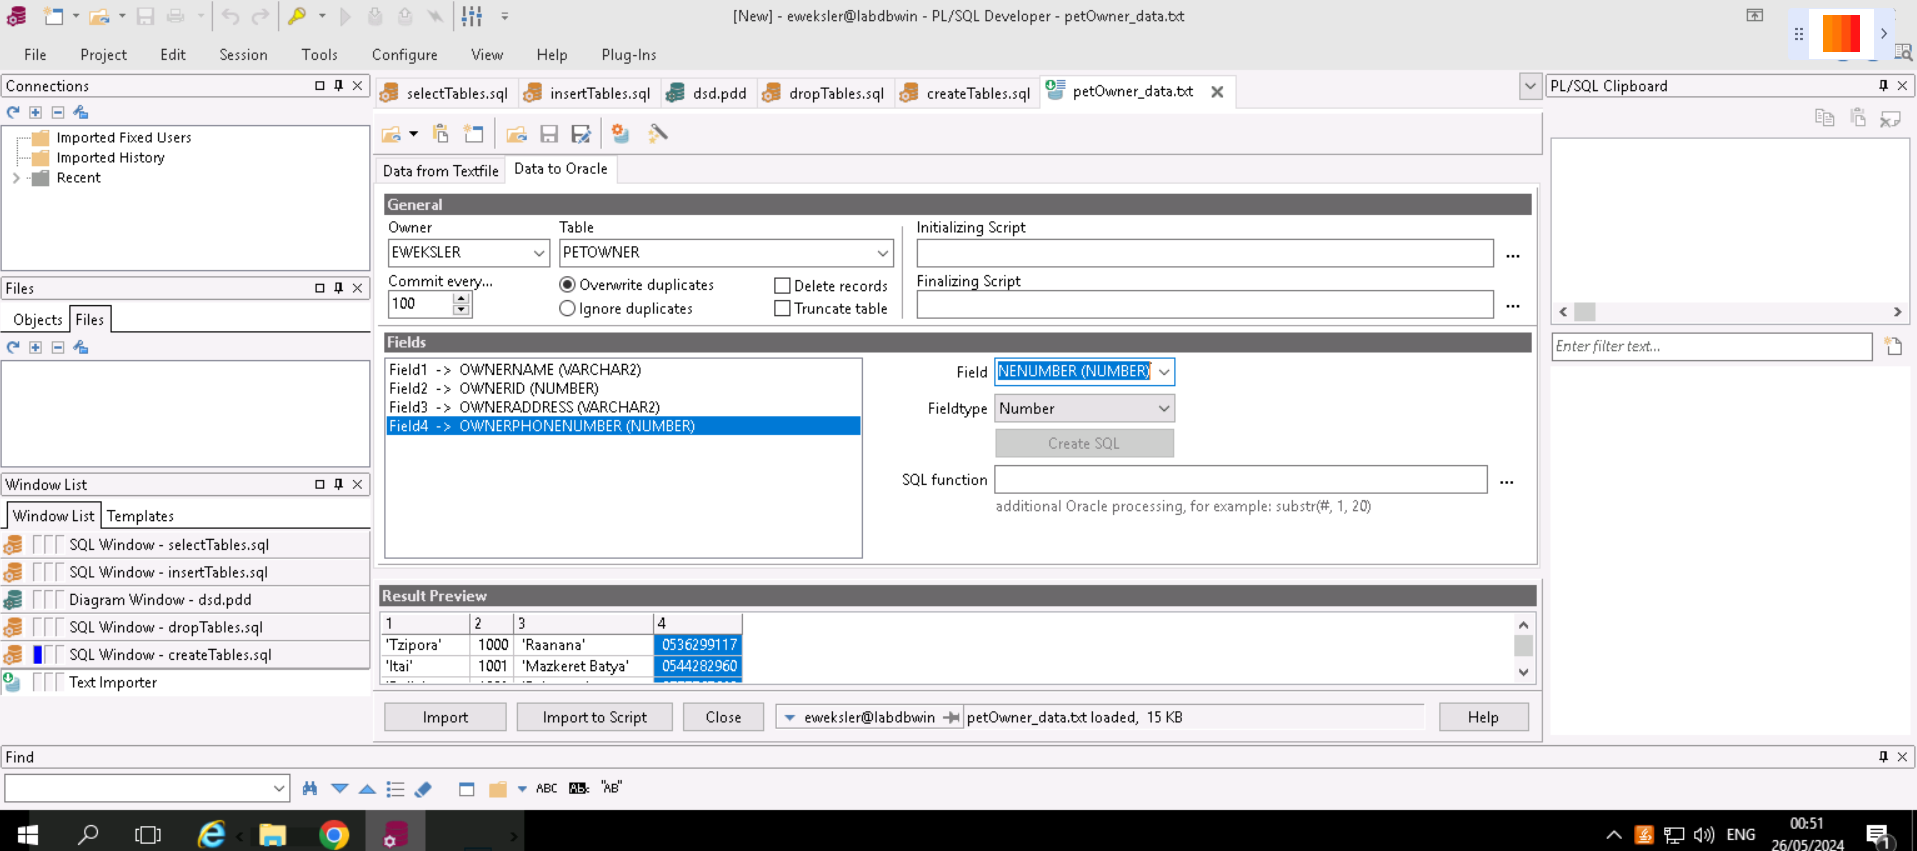 [New] - eweksler@labdbwin - PL/SQL Developer - petOwner_data.txt
File Project Edit Session Tools Configure View Help Plug-Ins
Connections
Imported Fixed Users
Imported History
Recent
Files
Objects Files
Window List
Window List Templates
SQL Window - selectTables.sql
SQL Window - insertTables.sql
Diagram Window - dsd.pdd
SQL Window - dropTables.sql
SQL Window - createTables.sql
Text Importer
selectTables.sql insertTables.sql dsd.pdd dropTables.sql createTables.sql petOwner_data.txt
Data from Textfile Data to Oracle
General
Owner Table Initializing Script
EWEKSLER PETOWNER ...
Commit every... Overwrite duplicates Delete records Finalizing Script
100 Ignore duplicates Truncate table ...
Fields
Field1 -> OWNERNAME (VARCHAR2)
Field2 -> OWNERID (NUMBER)
Field3 -> OWNERADDRESS (VARCHAR2)
Field4 -> OWNERPHONENUMBER (NUMBER)
Field NENUMBER (NUMBER)
Fieldtype Number
Create SQL
SQL function ...
additional Oracle processing, for example: substr(#, 1, 20)
Result Preview
1 2 3 4
'Tzipora' 1000 'Raanana' 0536299117
'Itai' 1001 'Mazkeret Batya' 0544282960
Import Import to Script Close eweksler@labdbwin petOwner_data.txt loaded, 15 KB Help
PL/SQL Clipboard
Enter filter text...
Find
ABC AB: "AB"
ENG 00:51
26/05/2024 1